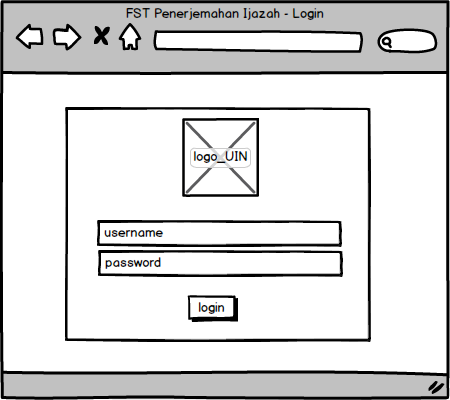 FST Penerjemahan Ijazah - Login
logo_UIN
username
password
login